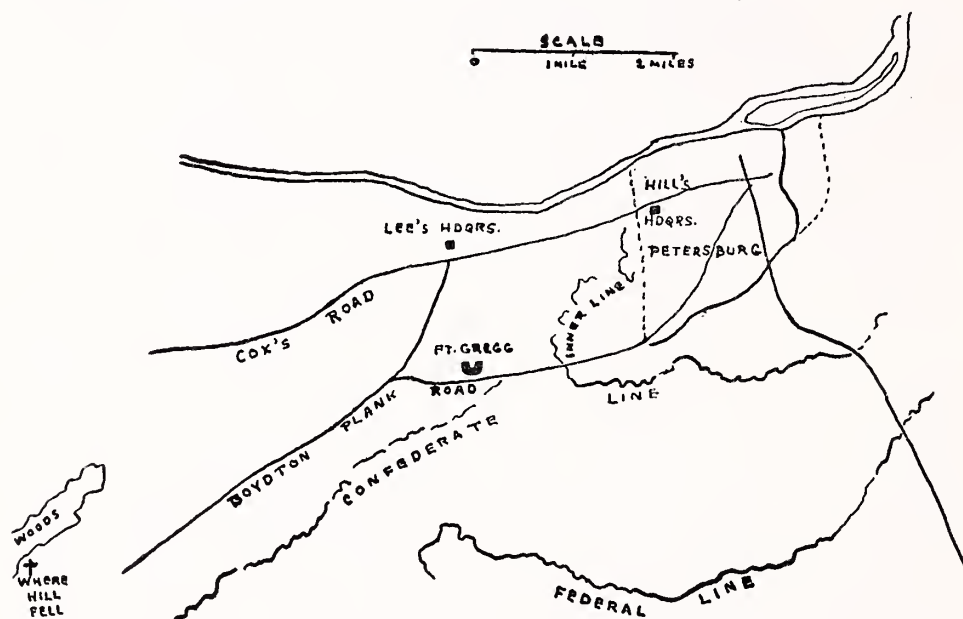 SCALE
0 1 MILE 2 MILES
HILL'S
HDQRS.
LEE'S HDQRS.
PETERSBURG
INNER LINE
COX'S ROAD
FT. GREGG
BOYDTON PLANK ROAD
CONFEDERATE LINE
WOODS
WHERE
HILL
FELL
FEDERAL LINE